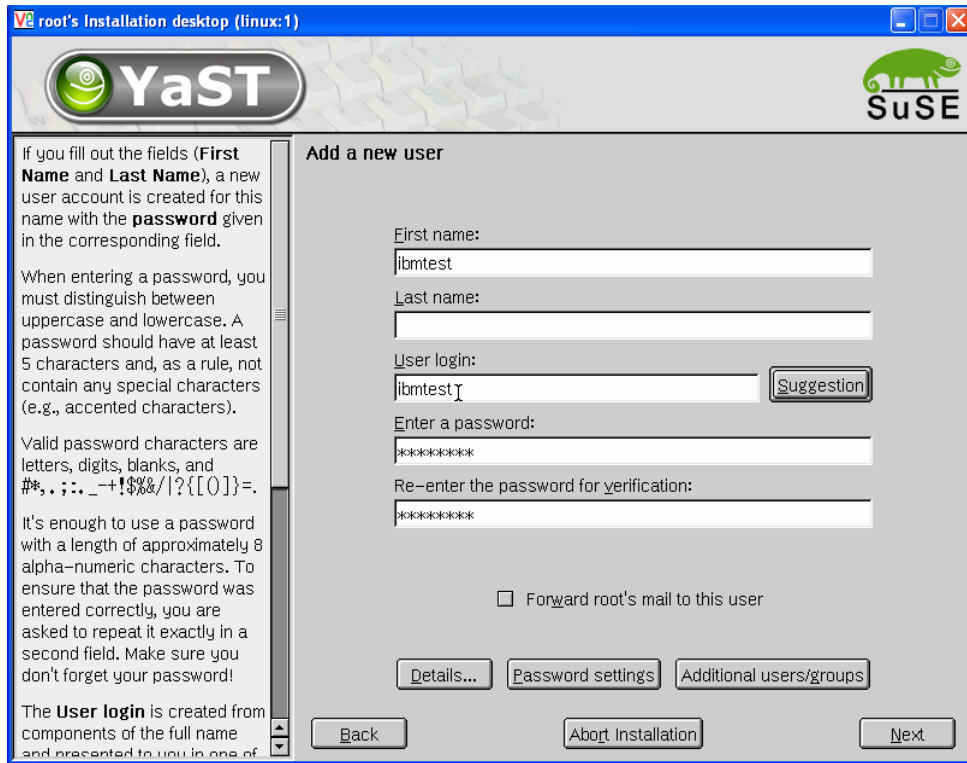 root's Installation desktop (linux:1)
YaST
SuSE
If you fill out the fields (First
Name and Last Name), a new
user account is created for this
name with the password given
in the corresponding field.
When entering a password, you
must distinguish between
uppercase and lowercase. A
password should have at least
5 characters and, as a rule, not
contain any special characters
(e.g., accented characters).
Valid password characters are
letters, digits, blanks, and
#*,.;:._-+!$%&/|?{[()]}=.
It's enough to use a password
with a length of approximately 8
alpha-numeric characters. To
ensure that the password was
entered correctly, you are
asked to repeat it exactly in a
second field. Make sure you
don't forget your password!
The User login is created from
components of the full name
and presented to you in one of
Add a new user
First name:
ibmtest
Last name:
User login:
ibmtest
Suggestion
Enter a password:
********
Re-enter the password for verification:
********
Forward root's mail to this user
Details...
Password settings
Additional users/groups
Back
Abort Installation
Next